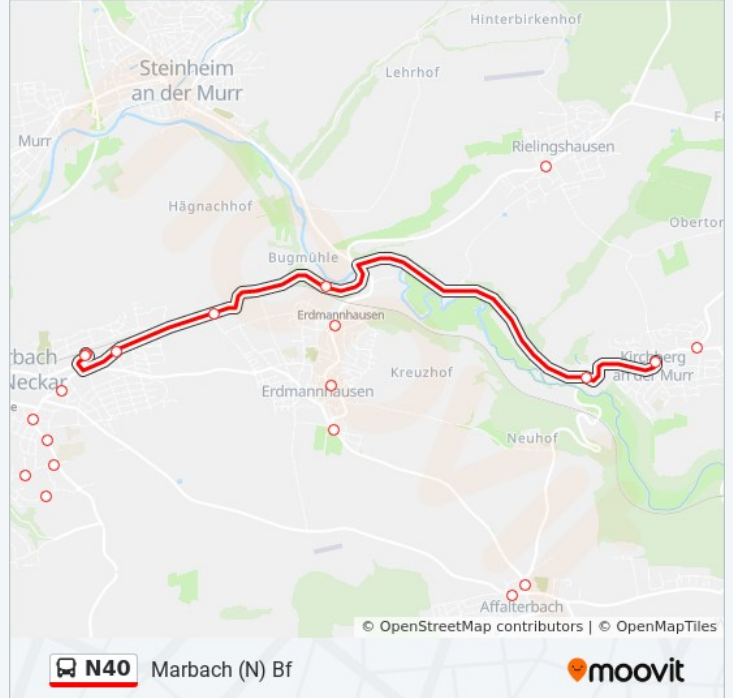 Hinterbirkenhof
Steinheim
an der Murr
Lehrhof
Murr
Rielingshausen
Hägnachhof
Obertor
Bugmühle
Erdmannhausen
rbach
Neckar
Kirchberg
an der Murr
Kreuzhof
Erdmannhausen
e
Neuhof
Affalterbach
© OpenStreetMap contributors | © OpenMapTiles
N40
Marbach (N) Bf
moovit